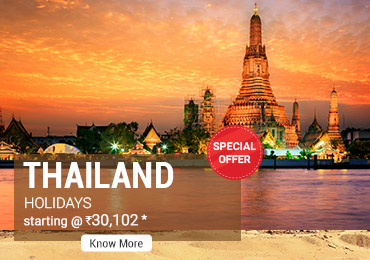 SPECIAL
OFFER
THAILAND
HOLIDAYS
starting @ ₹30,102 *
Know More